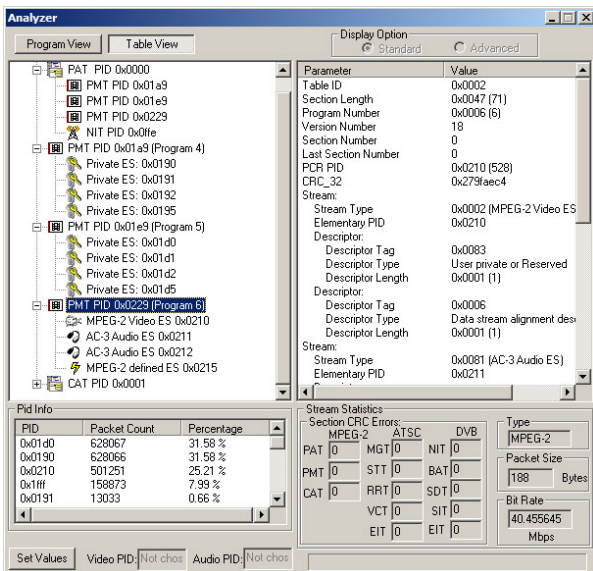 Analyzer
Program View
Table View
Display Option
Standard
Advanced
PAT PID 0x0000
PMT PID 0x01a9
PMT PID 0x01e9
PMT PID 0x0229
NIT PID 0x0ffe
PMT PID 0x01a9 (Program 4)
Private ES: 0x0190
Private ES: 0x0191
Private ES: 0x0192
Private ES: 0x0195
PMT PID 0x01e9 (Program 5)
Private ES: 0x01d0
Private ES: 0x01d1
Private ES: 0x01d2
Private ES: 0x01d5
PMT PID 0x0229 (Program 6)
MPEG-2 Video ES 0x0210
AC-3 Audio ES 0x0211
AC-3 Audio ES 0x0212
MPEG-2 defined ES 0x0215
CAT PID 0x0001
Parameter Value
Table ID 0x0002
Section Length 0x0047 (71)
Program Number 0x0006 (6)
Version Number 18
Section Number 0
Last Section Number 0
PCR PID 0x0210 (528)
CRC_32 0x279faec4
Stream:
Stream Type 0x0002 (MPEG-2 Video ES
Elementary PID 0x0210
Descriptor:
Descriptor Tag 0x0083
Descriptor Type User private or Reserved
Descriptor Length 0x0001 (1)
Descriptor:
Descriptor Tag 0x0006
Descriptor Type Data stream alignment des
Descriptor Length 0x0001 (1)
Stream:
Stream Type 0x0081 (AC-3 Audio ES)
Elementary PID 0x0211
Pid Info
PID Packet Count Percentage
0x01d0 628067 31.58 %
0x0190 628066 31.58 %
0x0210 501251 25.21 %
0x1fff 158873 7.99 %
0x0191 13033 0.66 %
Stream Statistics
Section CRC Errors:
MPEG-2 ATSC DVB
PAT 0 MGT 0 NIT 0
PMT 0 STT 0 BAT 0
CAT 0 RRT 0 SDT 0
VCT 0 SIT 0
EIT 0 EIT 0
Type
MPEG-2
Packet Size
188 Bytes
Bit Rate
40.455645
Mbps
Set Values Video PID: Not chos Audio PID: Not chos